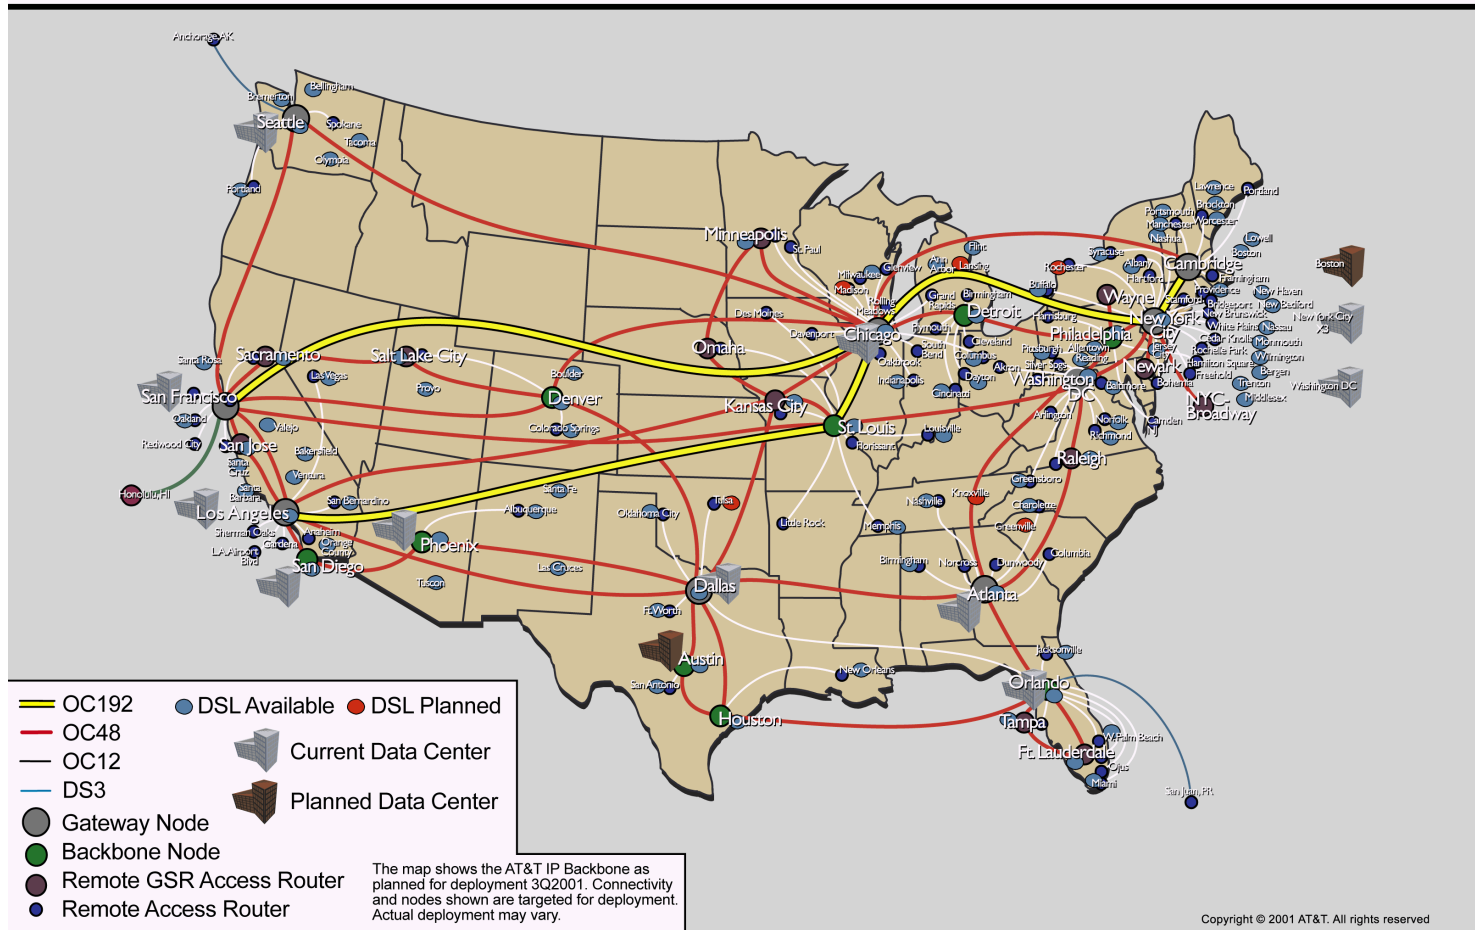 Anchorage, AK
Bellingham
Bremerton
Seattle
Spokane
Tacoma
Olympia
Portland
Lawrence
Portland
Brockton
Portsmouth
Manchester
Worcester
Nashua
Lowell
Boston
Minneapolis
St. Paul
Flint
Syracuse
Albany
Cambridge
Boston
Ann
Arbor
Lansing
Rochester
Hartford
Framingham
Milwaukee
Glenview
Madison
Buffalo
Wayne
Stamford
Providence
New Haven
Rolling
Meadows
Grand
Rapids
Birmingham
Bridgeport
New Bedford
Des Moines
Davenport
Chicago
Detroit
Harrisburg
New York
City
New Brunswick
New York City
X3
White Plains
Nassau
Plymouth
Cleveland
Philadelphia
Cedar Knolls
Monmouth
Omaha
South
Bend
Columbus
Pittsburgh
Allentown
Reading
Jersey
City
Rochelle Park
Wilmington
Santa Rosa
Sacramento
Salt Lake City
Oakbrook
Akron
Silver Spgs
Newark
Hamilton Square
Bergen
Las Vegas
Provo
Boulder
Indianapolis
Dayton
Washington
DC
Freehold
Trenton
Washington DC
San Francisco
Denver
Kansas City
Cincinnati
Baltimore
Bohemia
NYC-
Broadway
Middlesex
Oakland
Vallejo
Colorado Springs
St. Louis
Louisville
Arlington
Norfolk
Camden
NJ
Redwood City
San Jose
Florissant
Richmond
Bakersfield
Santa
Cruz
Raleigh
Ventura
Greensboro
Honolulu, HI
Santa
Barbara
San Bernardino
Santa Fe
Tulsa
Nashville
Knoxville
Charlotte
Los Angeles
Albuquerque
Oklahoma City
Little Rock
Memphis
Greenville
Sherman Oaks
Anaheim
Gardena
Orange
County
Phoenix
L.A. Airport
Blvd
San Diego
Las Cruces
Birmingham
Norcross
Dunwoody
Columbia
Tuscon
Dallas
Atlanta
Ft. Worth
Austin
Jacksonville
San Antonio
New Orleans
Orlando
Houston
Tampa
W. Palm Beach
Ft. Lauderdale
Ojus
Miami
San Juan, PR
OC192
OC48
OC12
DS3
Gateway Node
Backbone Node
Remote GSR Access Router
Remote Access Router
DSL Available
DSL Planned
Current Data Center
Planned Data Center
The map shows the AT&T IP Backbone as
planned for deployment 3Q2001. Connectivity
and nodes shown are targeted for deployment.
Actual deployment may vary.
Copyright © 2001 AT&T. All rights reserved